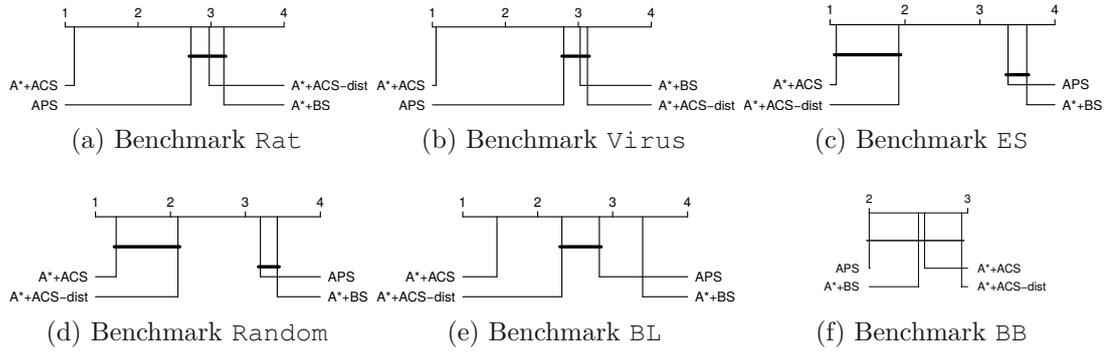 1 2 3 4
A*+ACS A*+ACS−dist
APS A*+BS
(a) Benchmark Rat
1 2 3 4
A*+ACS A*+BS
APS A*+ACS−dist
(b) Benchmark Virus
1 2 3 4
A*+ACS APS
A*+ACS−dist A*+BS
(c) Benchmark ES
1 2 3 4
A*+ACS APS
A*+ACS−dist A*+BS
(d) Benchmark Random
1 2 3 4
A*+ACS APS
A*+ACS−dist A*+BS
(e) Benchmark BL
2 3
APS A*+ACS
A*+BS A*+ACS−dist
(f) Benchmark BB